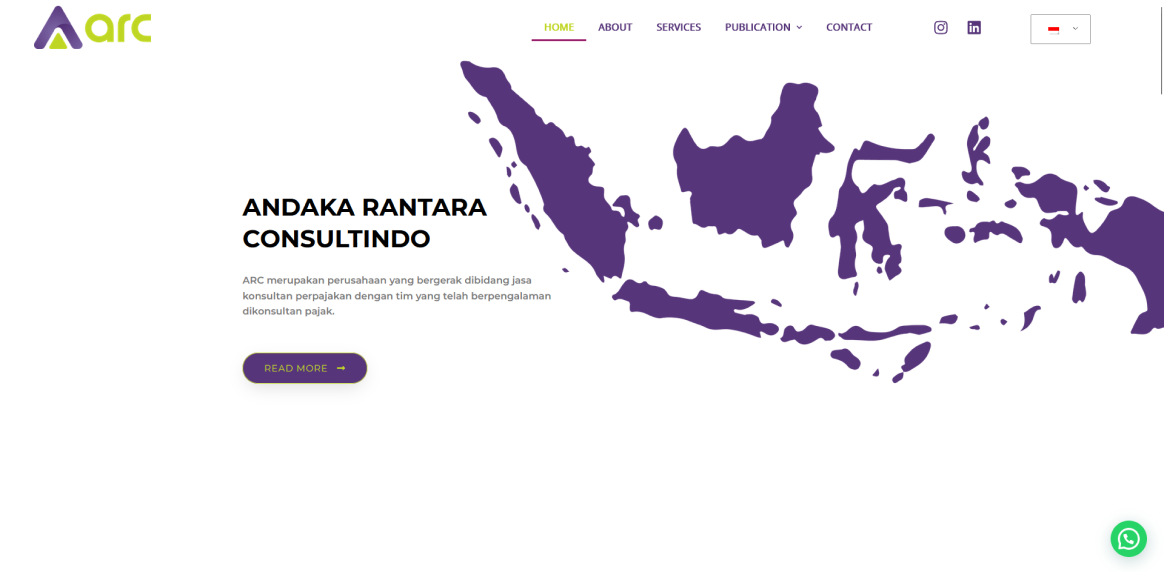 arc
HOME ABOUT SERVICES PUBLICATION CONTACT
ANDAKA RANTARA
CONSULTINDO
ARC merupakan perusahaan yang bergerak dibidang jasa
konsultan perpajakan dengan tim yang telah berpengalaman
dikonsultan pajak.
READ MORE